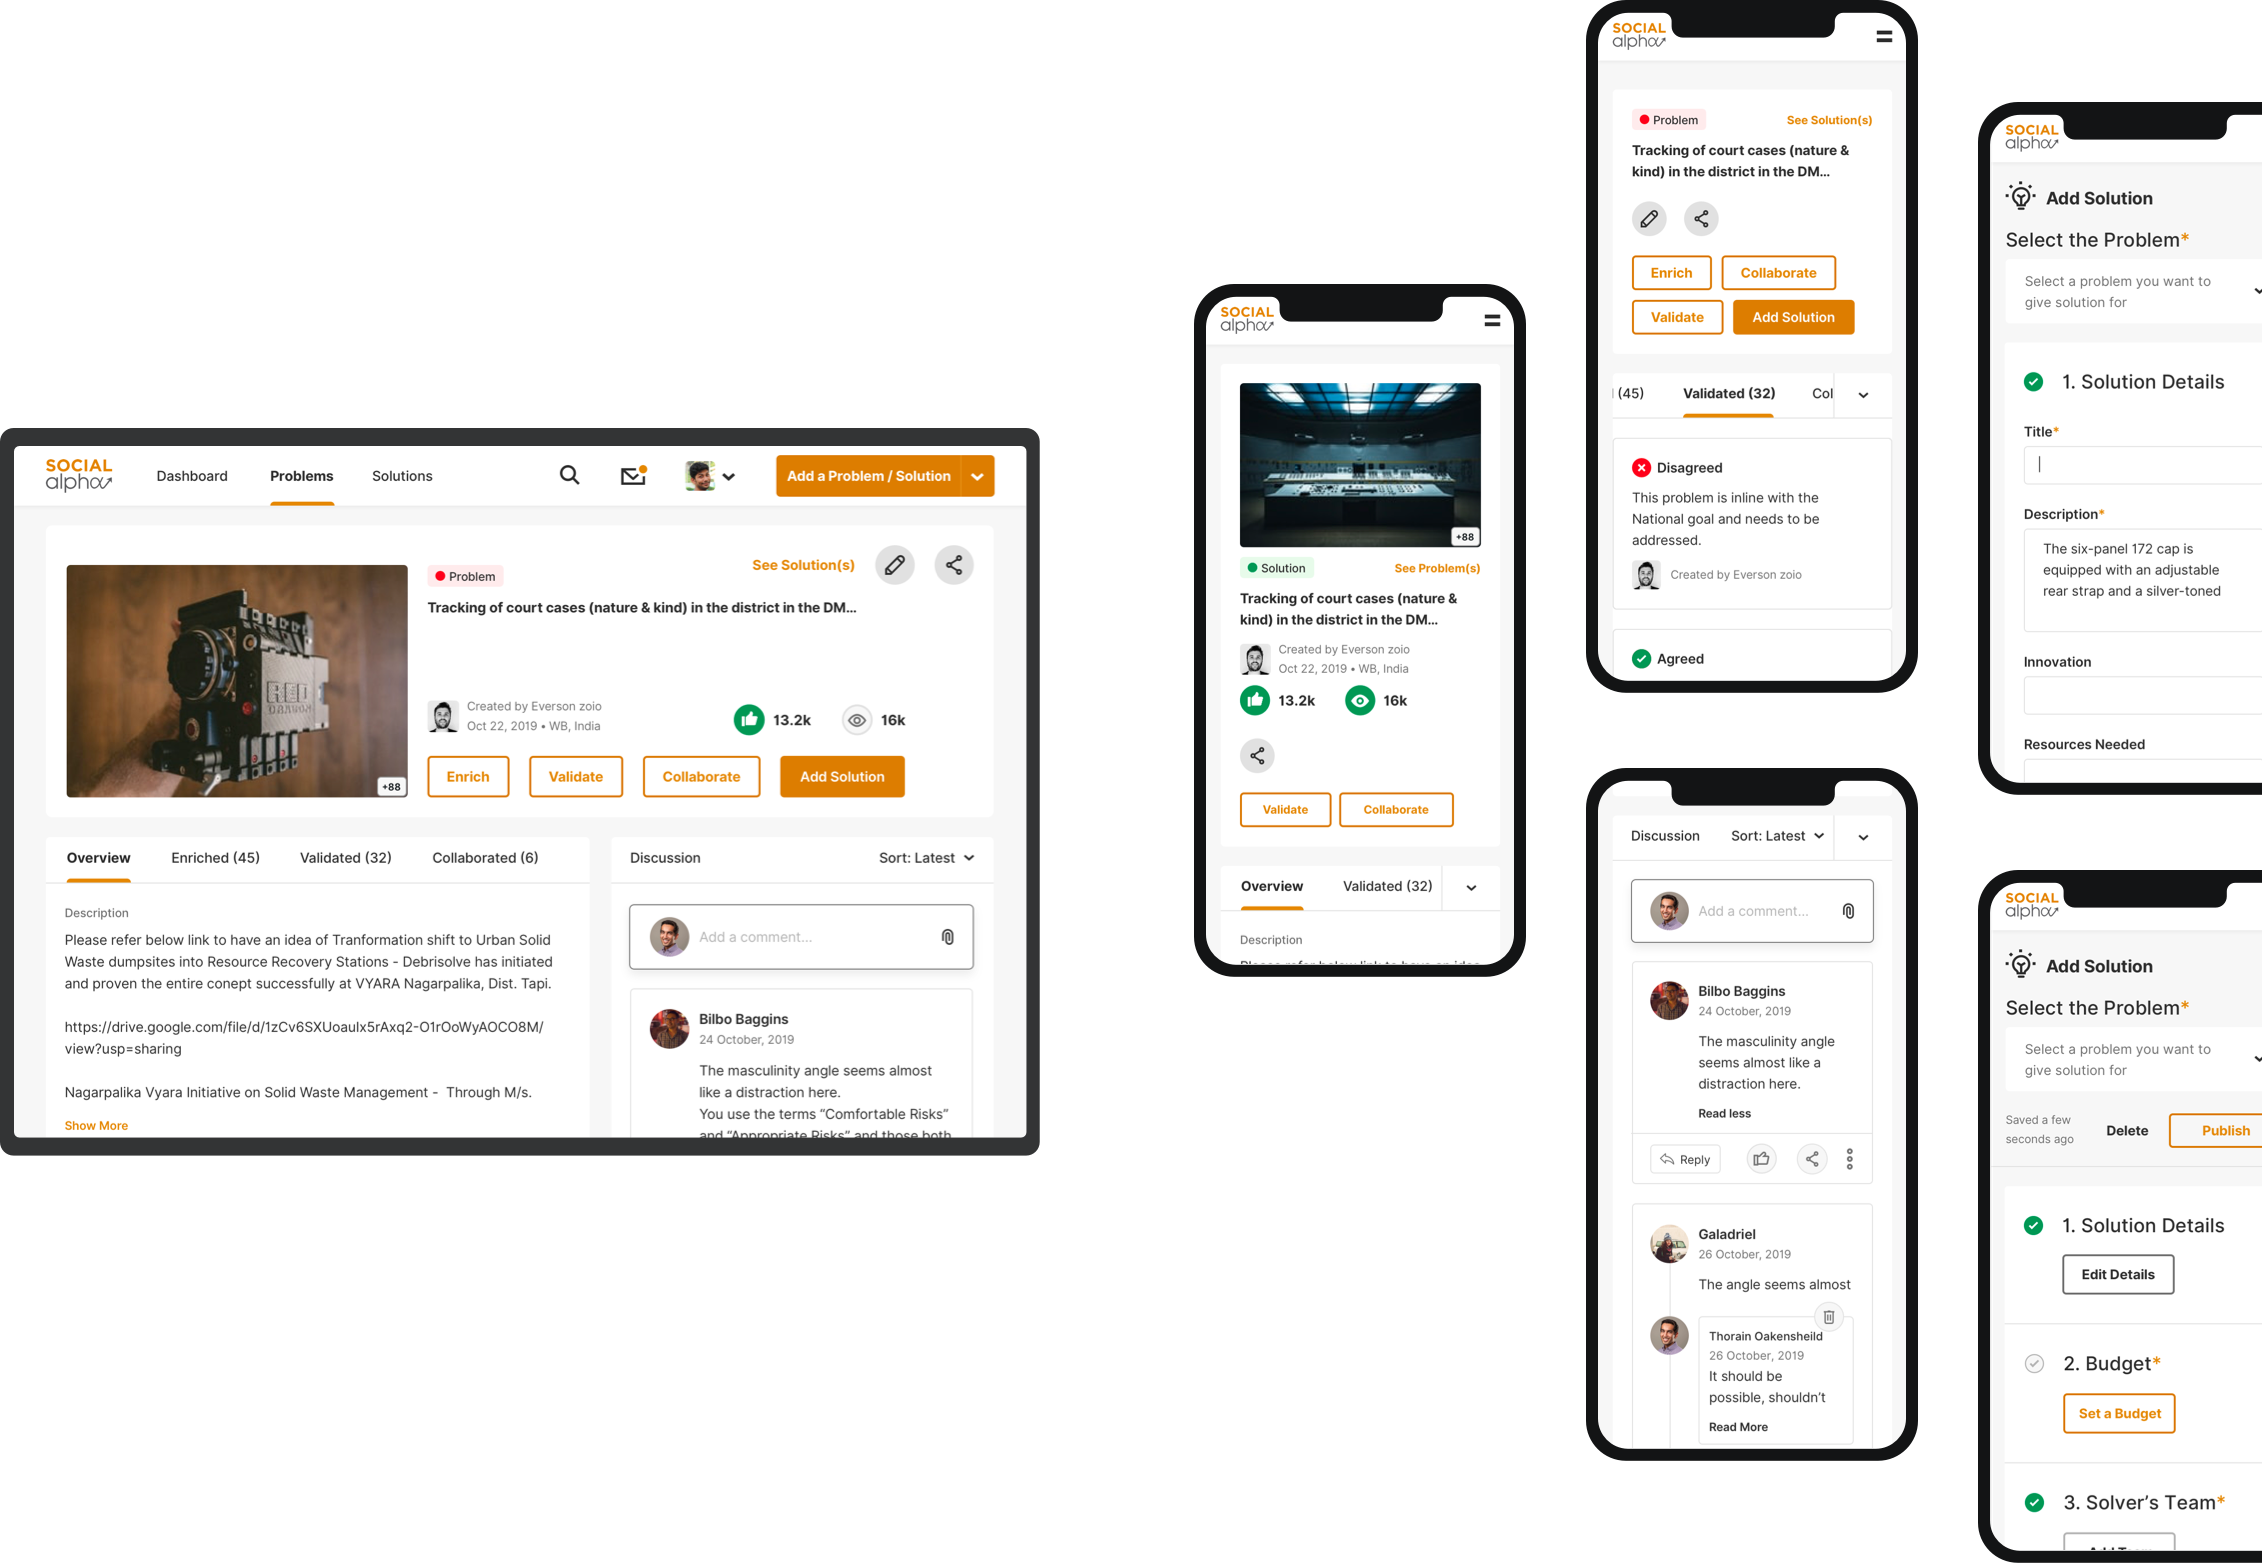 SOCIAL
alpha
Dashboard
Problems
Solutions
Add a Problem / Solution
RED
DRAGON
+88
Problem
See Solution(s)
Tracking of court cases (nature & kind) in the district in the DM...
Created by Everson zoio
Oct 22, 2019 • WB, India
13.2k
16k
Enrich
Validate
Collaborate
Add Solution
Overview
Enriched (45)
Validated (32)
Collaborated (6)
Description
Please refer below link to have an idea of Tranformation shift to Urban Solid
Waste dumpsites into Resource Recovery Stations - Debrisolve has initiated
and proven the entire conept successfully at VYARA Nagarpalika, Dist. Tapi.
https://drive.google.com/file/d/1zCv6SXUoaulx5rAxq2-O1rOoWyAOCO8M/
view?usp=sharing
Nagarpalika Vyara Initiative on Solid Waste Management - Through M/s.
Show More
Discussion
Sort: Latest
Add a comment...
Bilbo Baggins
24 October, 2019
The masculinity angle seems almost
like a distraction here.
You use the terms “Comfortable Risks”
and “Appropriate Risks” and those both
SOCIAL
alpha
+88
Solution
See Problem(s)
Tracking of court cases (nature &
kind) in the district in the DM...
Created by Everson zoio
Oct 22, 2019 • WB, India
13.2k
16k
Validate
Collaborate
Overview
Validated (32)
Description
Please refer below link to have an idea
SOCIAL
alpha
Problem
See Solution(s)
Tracking of court cases (nature &
kind) in the district in the DM...
Enrich
Collaborate
Validate
Add Solution
(45)
Validated (32)
Col
Disagreed
This problem is inline with the
National goal and needs to be
addressed.
Created by Everson zoio
Agreed
Discussion
Sort: Latest
Add a comment...
Bilbo Baggins
24 October, 2019
The masculinity angle
seems almost like a
distraction here.
Read less
Reply
Galadriel
26 October, 2019
The angle seems almost
Thorain Oakensheild
26 October, 2019
It should be
possible, shouldn’t
Read More
SOCIAL
alpha
Add Solution
Select the Problem*
Select a problem you want to
give solution for
1. Solution Details
Title*
Description*
The six-panel 172 cap is
equipped with an adjustable
rear strap and a silver-toned
Innovation
Resources Needed
SOCIAL
alpha
Add Solution
Select the Problem*
Select a problem you want to
give solution for
Saved a few
seconds ago
Delete
Publish
1. Solution Details
Edit Details
2. Budget*
Set a Budget
3. Solver’s Team*
Add Team